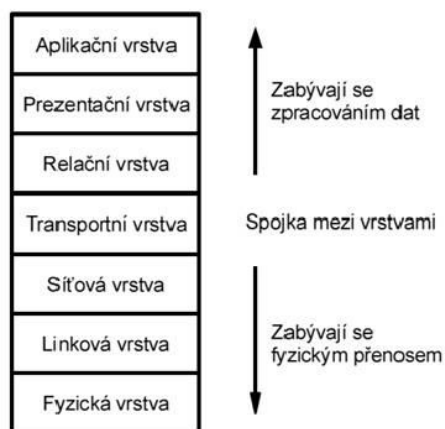 Aplikační vrstva
Prezentační vrstva
Relační vrstva
Transportní vrstva
Síťová vrstva
Linková vrstva
Fyzická vrstva
Zabývají se
zpracováním dat
Spojka mezi vrstvami
Zabývají se
fyzickým přenosem